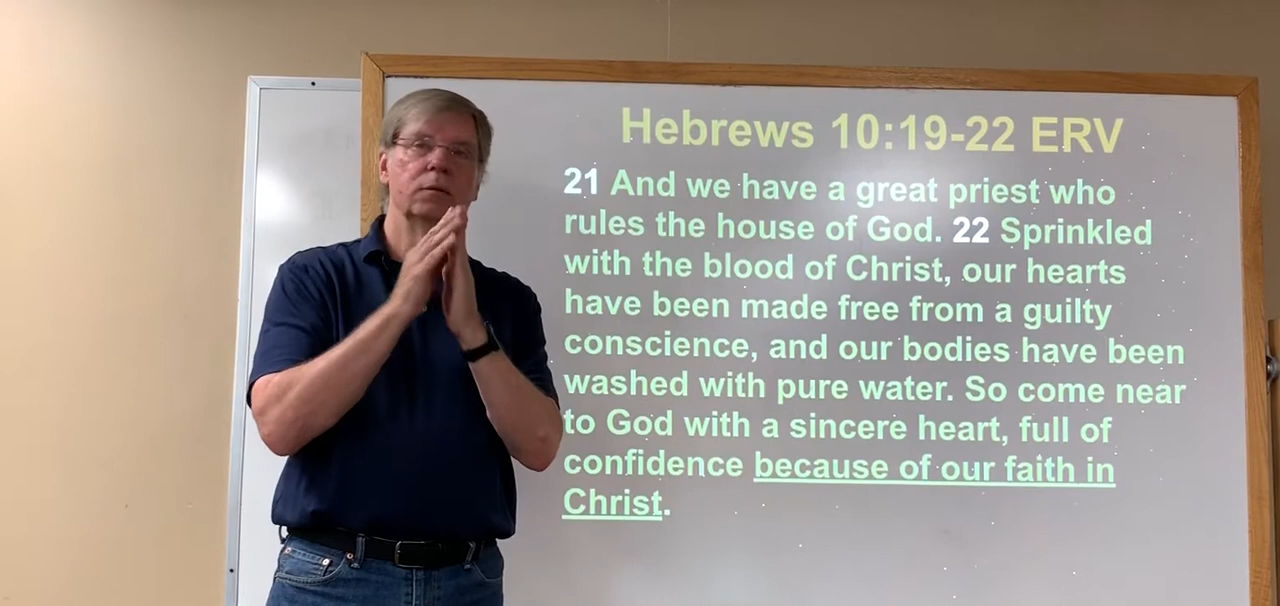 Hebrews 10:19-22 ERV
21 And we have a great priest who
rules the house of God. 22 Sprinkled
with the blood of Christ, our hearts
have been made free from a guilty
conscience, and our bodies have been
washed with pure water. So come near
to God with a sincere heart, full of
confidence because of our faith in
Christ.